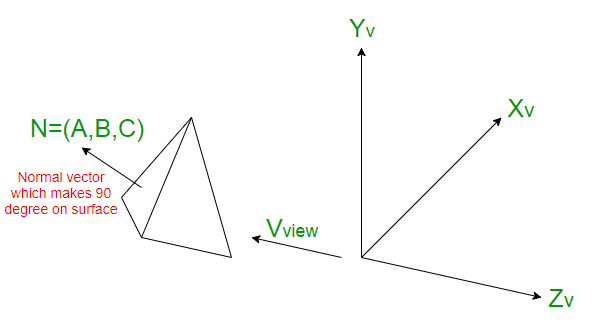 Yv
Xv
N=(A,B,C)
Normal vector
which makes 90
degree on surface
Vview
Zv